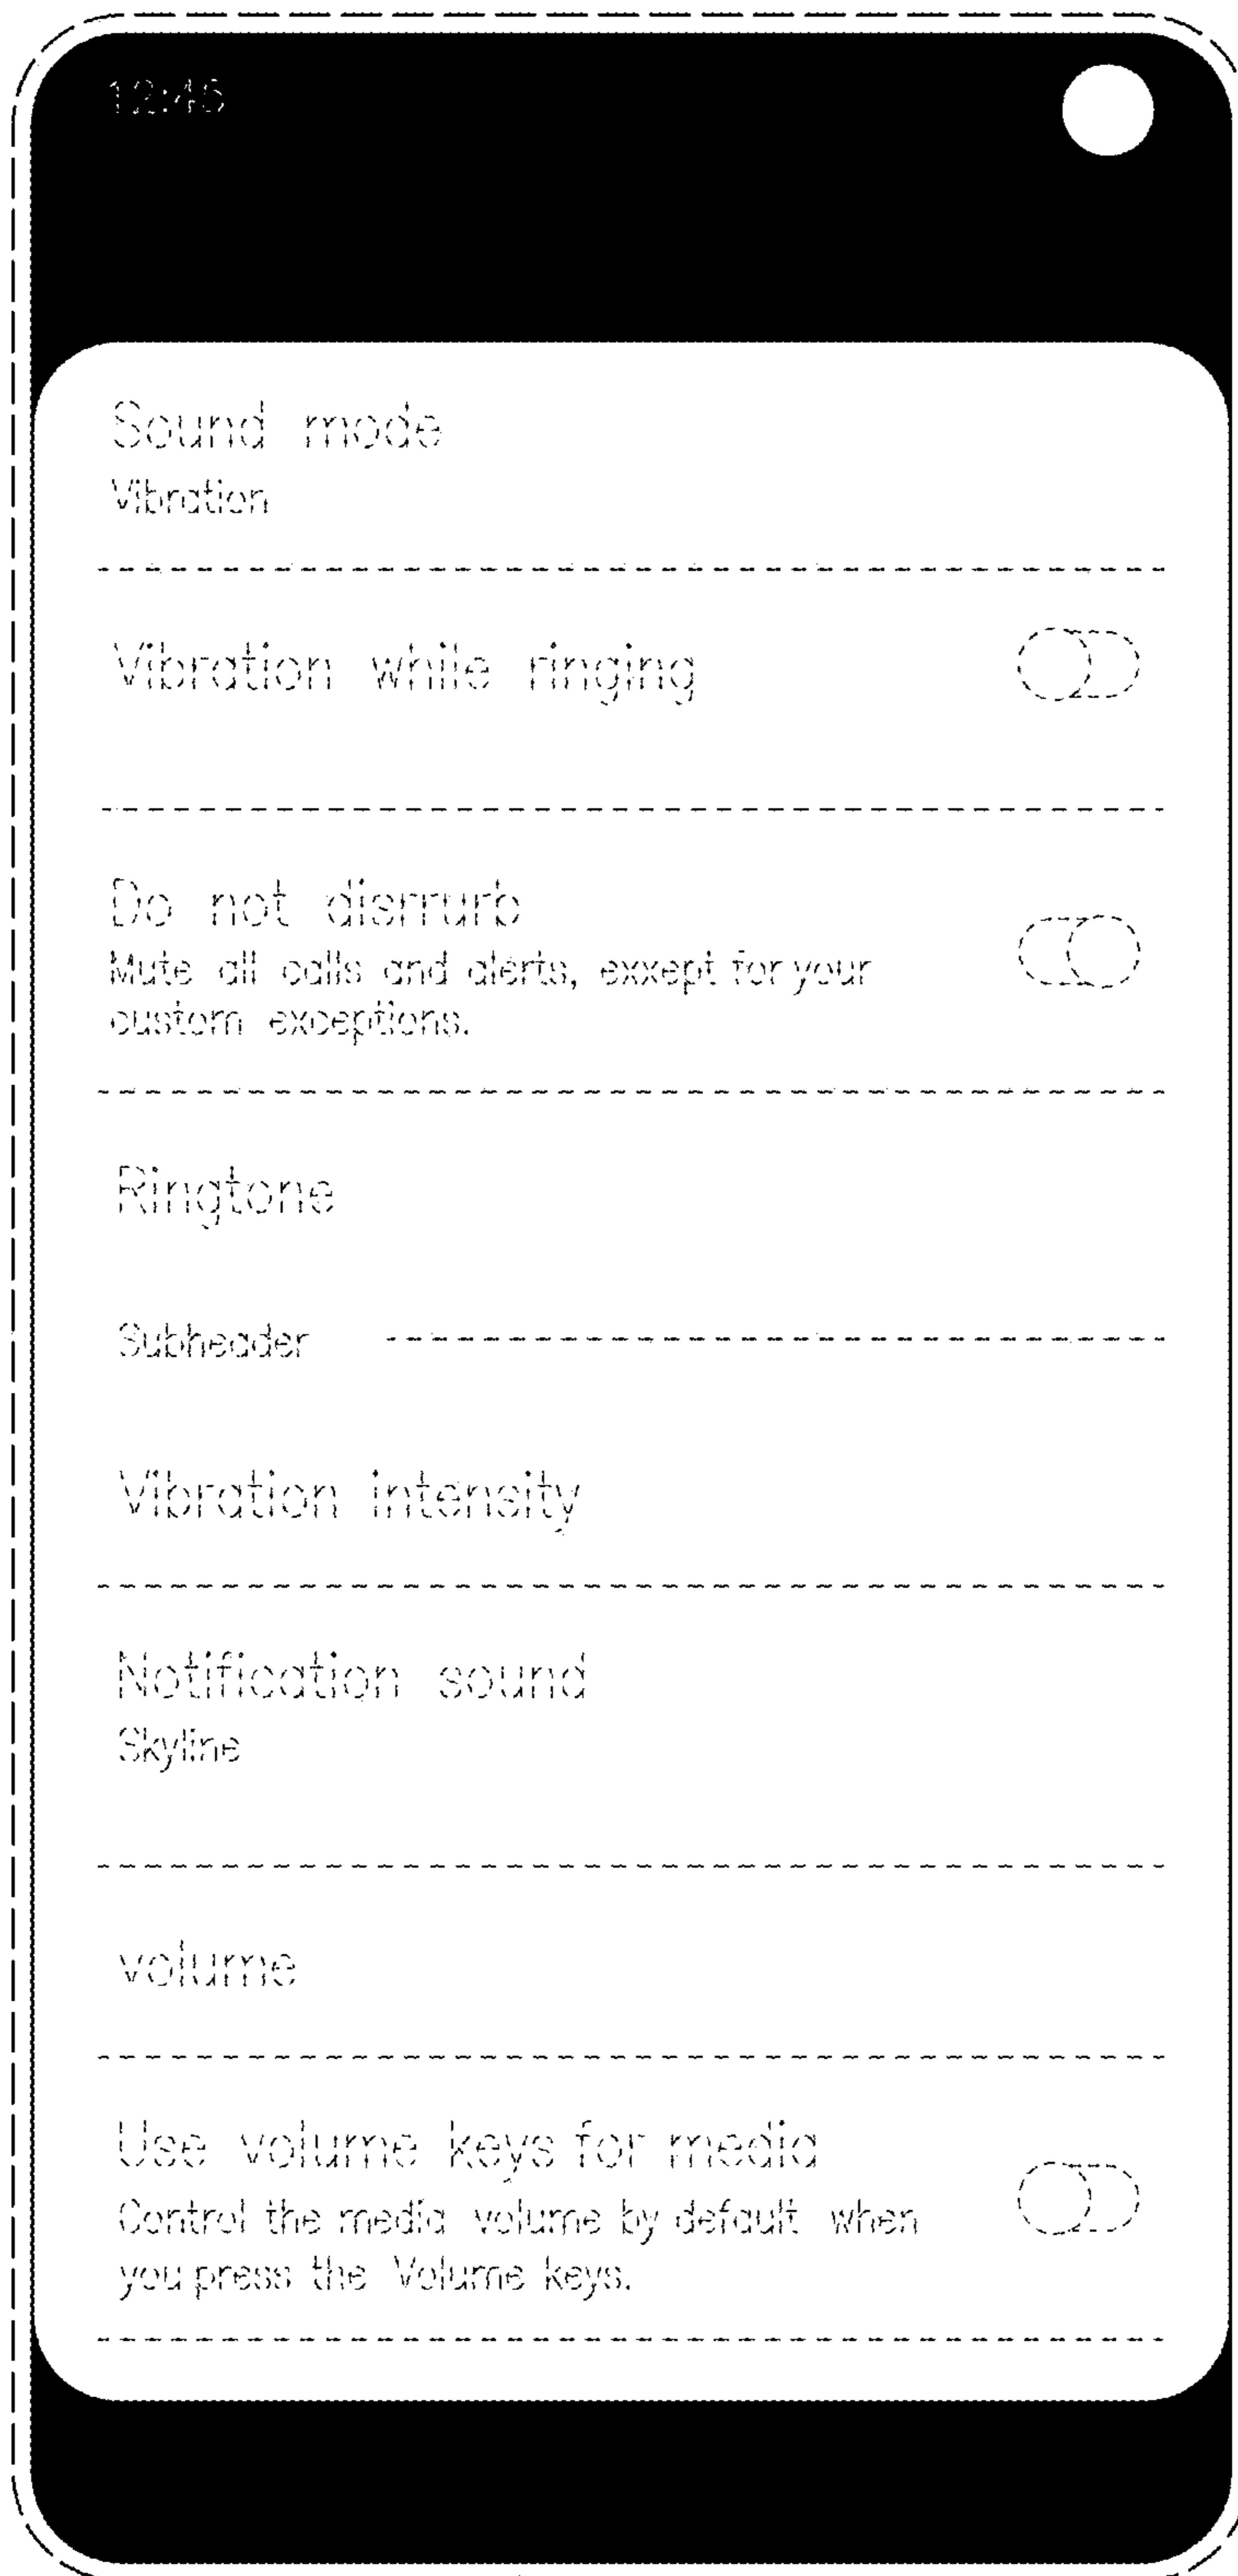 12:45
Sound mode
Vibration
Vibration while ringing
Do not disrrurb
Mute all calls and alerts, exxept for your
custom exceptions.
Ringtone
Subheader
Vibration intensity
Notification sound
Skyline
volume
Use volume keys for media
Control the media volume by default when
you press the Volume keys.